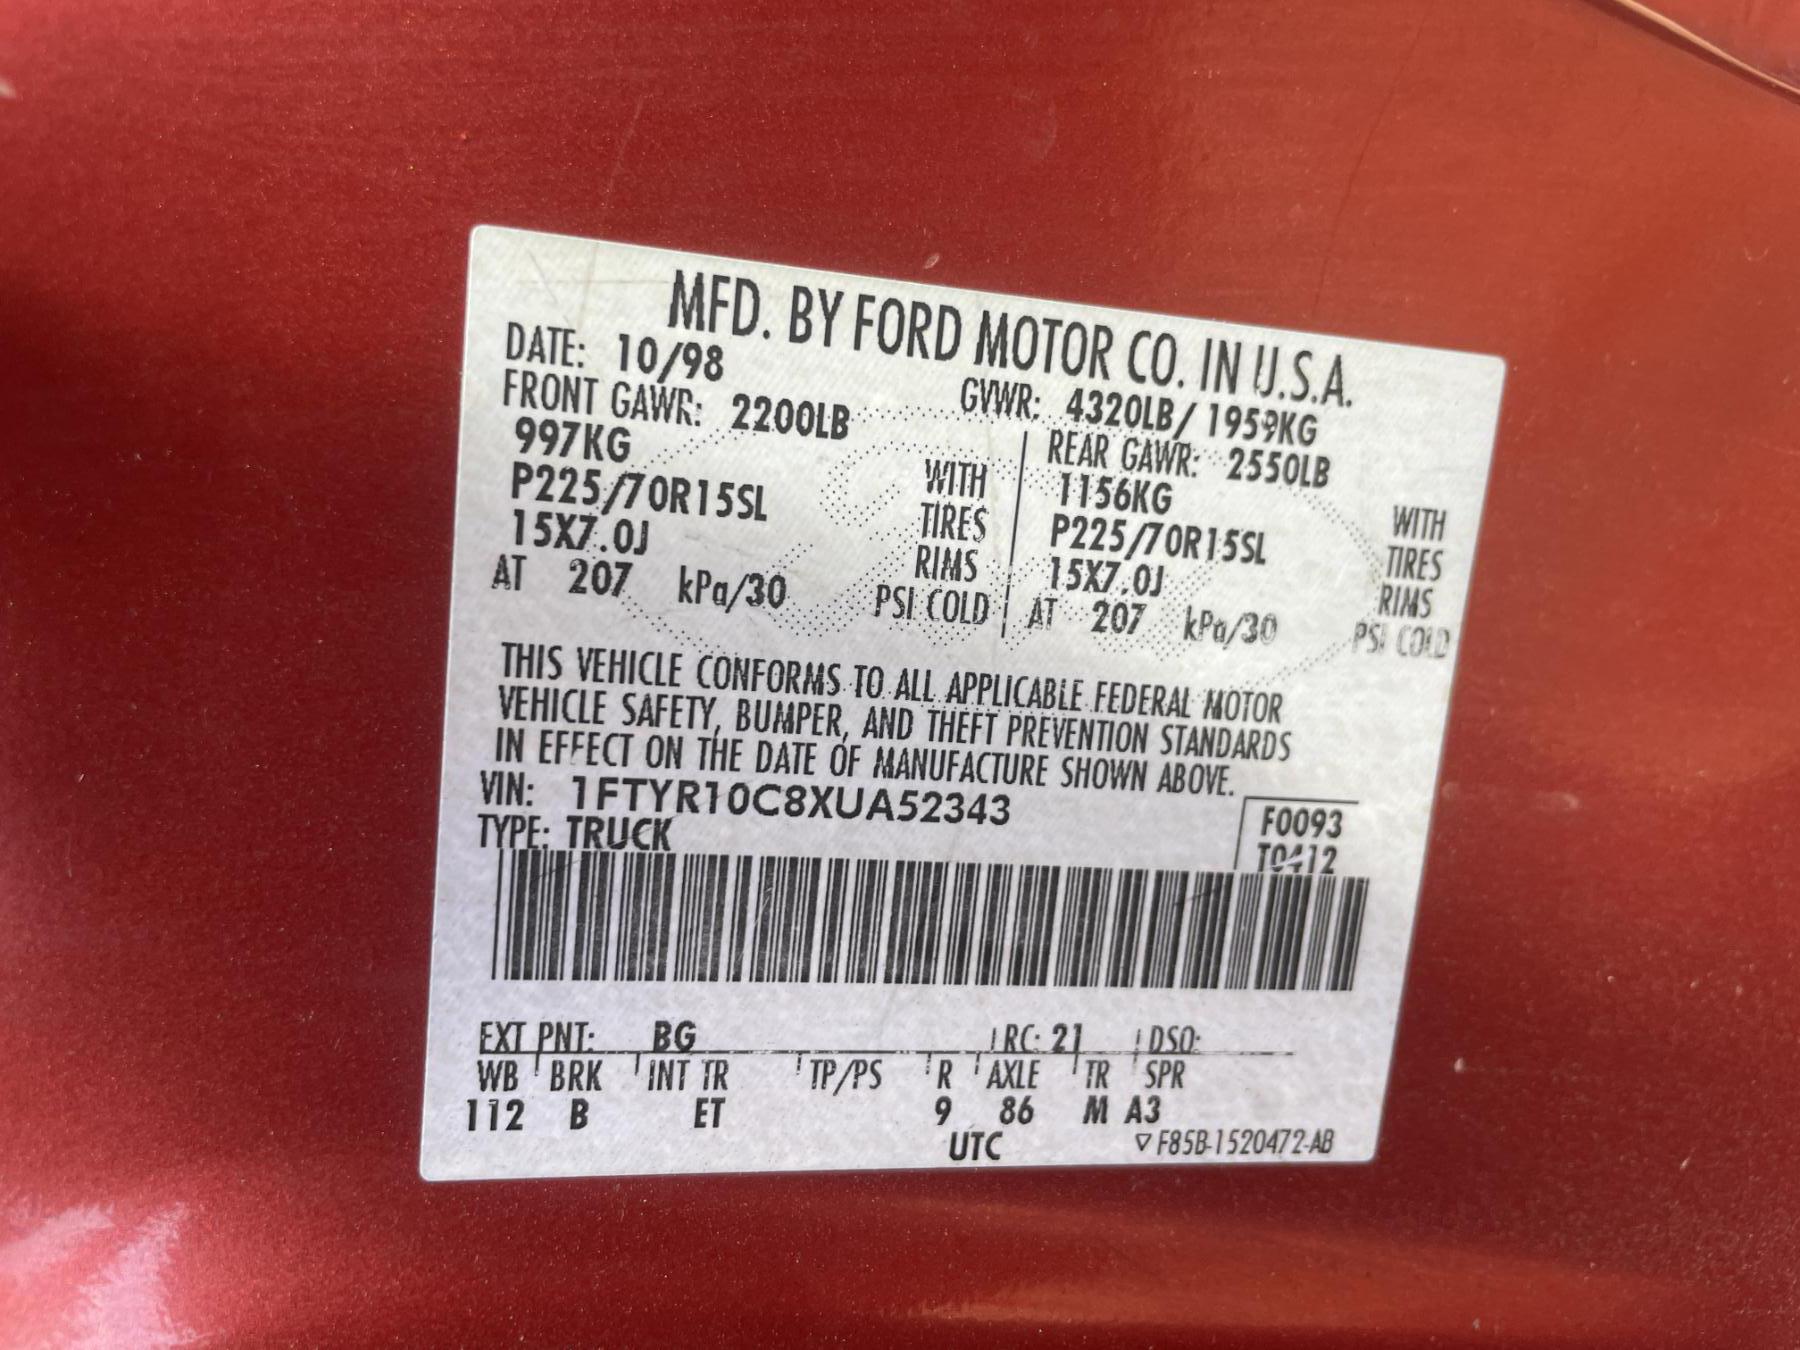 MFD. BY FORD MOTOR CO. IN U.S.A.
DATE: 10/98 GVWR: 4320LB/ 1959KG
FRONT GAWR: 2200LB REAR GAWR: 2550LB
997KG WITH 1156KG WITH
P225/70R15SL TIRES P225/70R15SL TIRES
15X7.0J RIMS 15X7.0J RIMS
AT 207 kPa/30 PSI COLD AT 207 kPa/30 PSI COLD
THIS VEHICLE CONFORMS TO ALL APPLICABLE FEDERAL MOTOR
VEHICLE SAFETY, BUMPER, AND THEFT PREVENTION STANDARDS
IN EFFECT ON THE DATE OF MANUFACTURE SHOWN ABOVE.
VIN: 1FTYR10C8XUA52343 F0093
TYPE: TRUCK T0412
EXT PNT: BG RC: 21 DSO:
WB BRK INT TR TP/PS R AXLE TR SPR
112 B ET 9 86 M A3
UTC ▽ F85B-1520472-AB